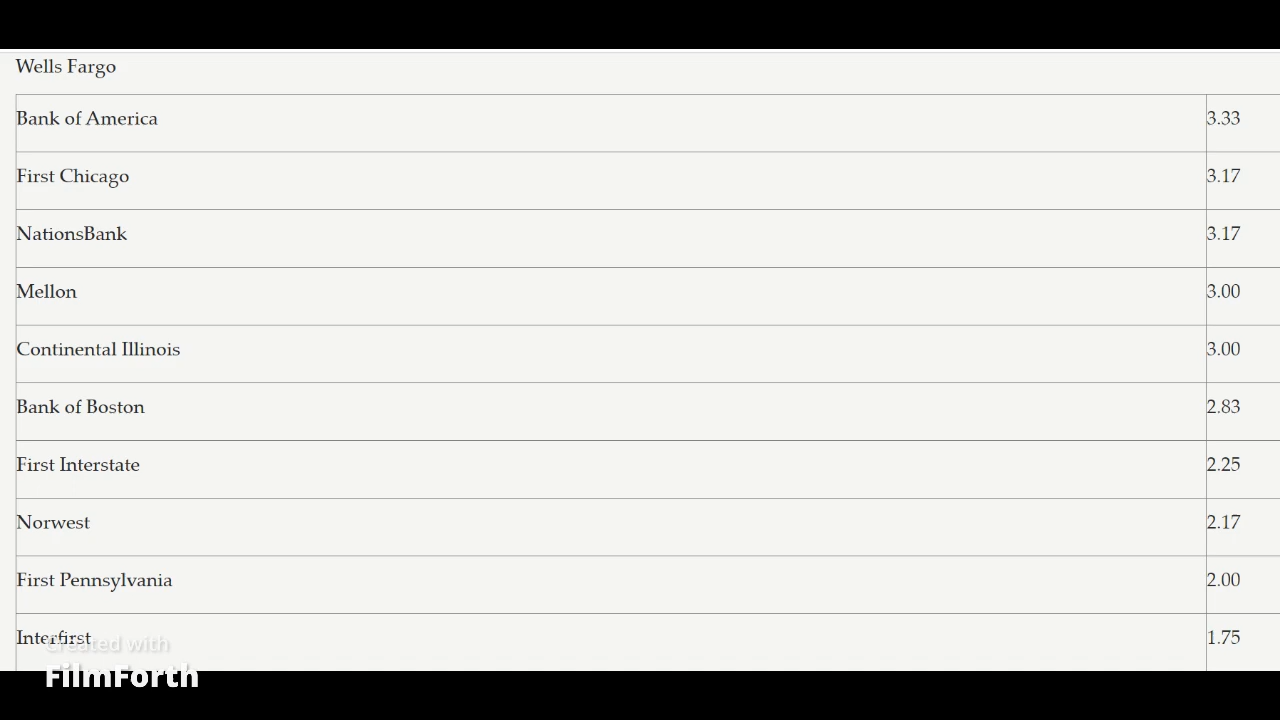 Wells Fargo
Bank of America 3.33
First Chicago 3.17
NationsBank 3.17
Mellon 3.00
Continental Illinois 3.00
Bank of Boston 2.83
First Interstate 2.25
Norwest 2.17
First Pennsylvania 2.00
Interfirst 1.75
Created with
FilmForth